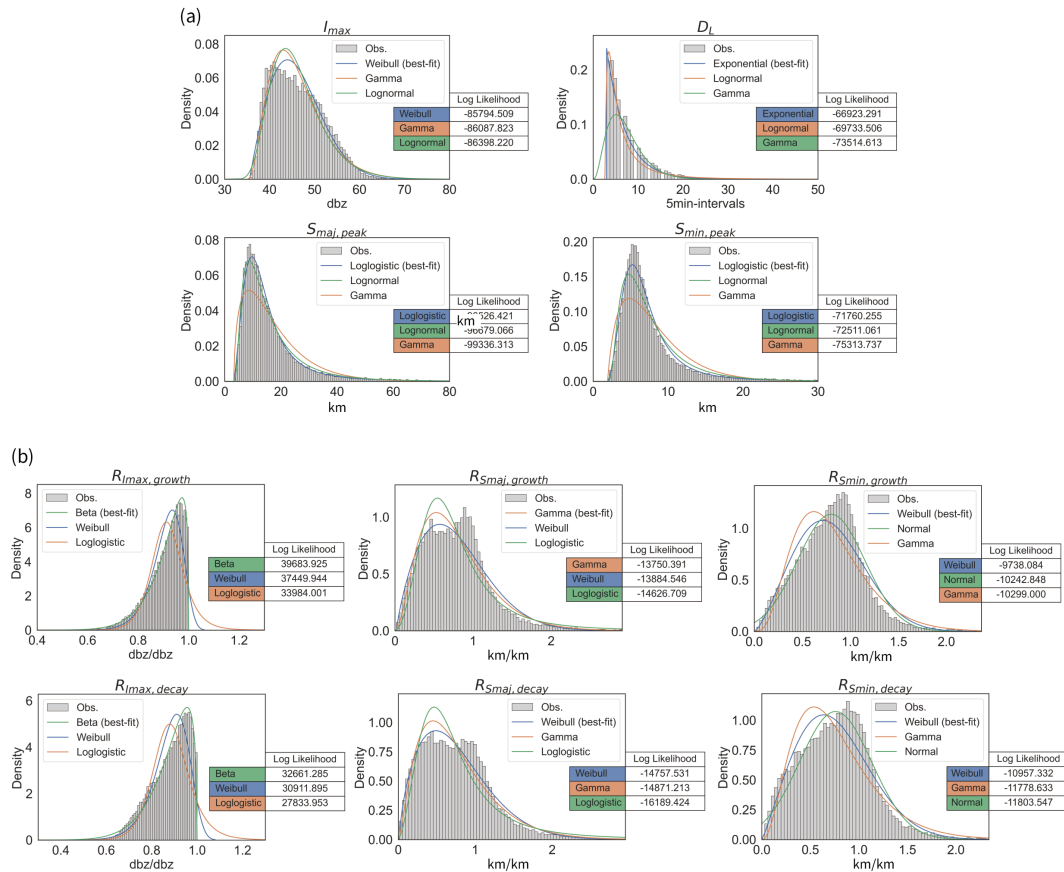 (a)
I_max
Density
0.08
0.06
0.04
0.02
0.00
30 40 50 60 70 80
dbz
Obs.
Weibull (best-fit)
Gamma
Lognormal
Log Likelihood
Weibull -85794.509
Gamma -86087.823
Lognormal -86398.220
D_L
Density
0.2
0.1
0.0
0 10 20 30 40 50
5min-intervals
Obs.
Exponential (best-fit)
Lognormal
Gamma
Log Likelihood
Exponential -66923.291
Lognormal -69733.506
Gamma -73514.613
S_maj, peak
Density
0.08
0.06
0.04
0.02
0.00
0 20 40 60 80
km
Obs.
Loglogistic (best-fit)
Lognormal
Gamma
Log Likelihood
Loglogistic
km
Lognormal -96679.066
Gamma -99336.313
S_min, peak
Density
0.20
0.15
0.10
0.05
0.00
0 10 20 30
km
Obs.
Loglogistic (best-fit)
Lognormal
Gamma
Log Likelihood
Loglogistic -71760.255
Lognormal -72511.061
Gamma -75313.737
(b)
R_Imax, growth
Density
8
6
4
2
0
0.4 0.6 0.8 1.0 1.2
dbz/dbz
Obs.
Beta (best-fit)
Weibull
Loglogistic
Log Likelihood
Beta 39683.925
Weibull 37449.944
Loglogistic 33984.001
R_Smaj, growth
Density
1.0
0.5
0.0
0 1 2
km/km
Obs.
Gamma (best-fit)
Weibull
Loglogistic
Log Likelihood
Gamma -13750.391
Weibull -13884.546
Loglogistic -14626.709
R_Smin, growth
Density
1.0
0.5
0.0
0.0 0.5 1.0 1.5 2.0
km/km
Obs.
Weibull (best-fit)
Normal
Gamma
Log Likelihood
Weibull -9738.084
Normal -10242.848
Gamma -10299.000
R_Imax, decay
Density
6
4
2
0
0.4 0.6 0.8 1.0 1.2
dbz/dbz
Obs.
Beta (best-fit)
Weibull
Loglogistic
Log Likelihood
Beta 32661.285
Weibull 30911.895
Loglogistic 27833.953
R_Smaj, decay
Density
1.00
0.75
0.50
0.25
0.00
0 1 2
km/km
Obs.
Weibull (best-fit)
Gamma
Loglogistic
Log Likelihood
Weibull -14757.531
Gamma -14871.213
Loglogistic -16189.424
R_Smin, decay
Density
1.00
0.75
0.50
0.25
0.00
0.0 0.5 1.0 1.5 2.0
km/km
Obs.
Weibull (best-fit)
Gamma
Normal
Log Likelihood
Weibull -10957.332
Gamma -11778.633
Normal -11803.547